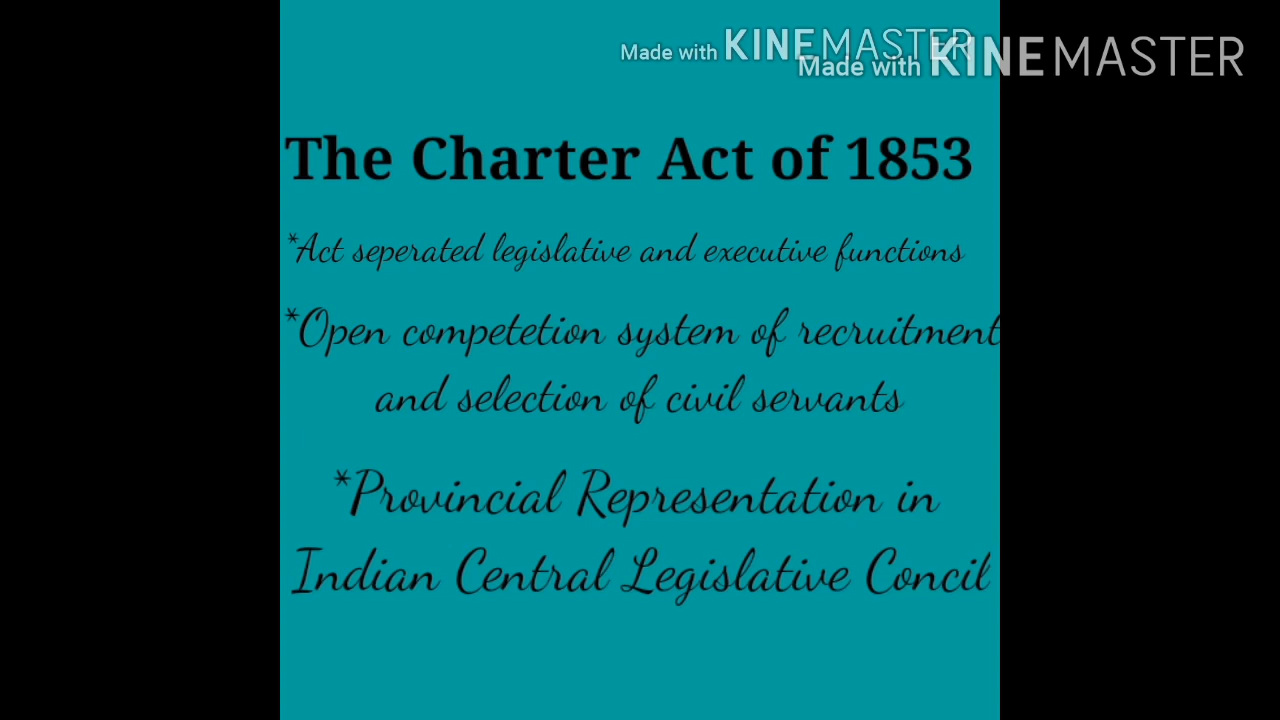 Made with KINEMASTER
Made with KINEMASTER
The Charter Act of 1853
*Act seperated legislative and executive functions
*Open competetion system of recruitment
and selection of civil servants
*Provincial Representation in
Indian Central Legislative Concil